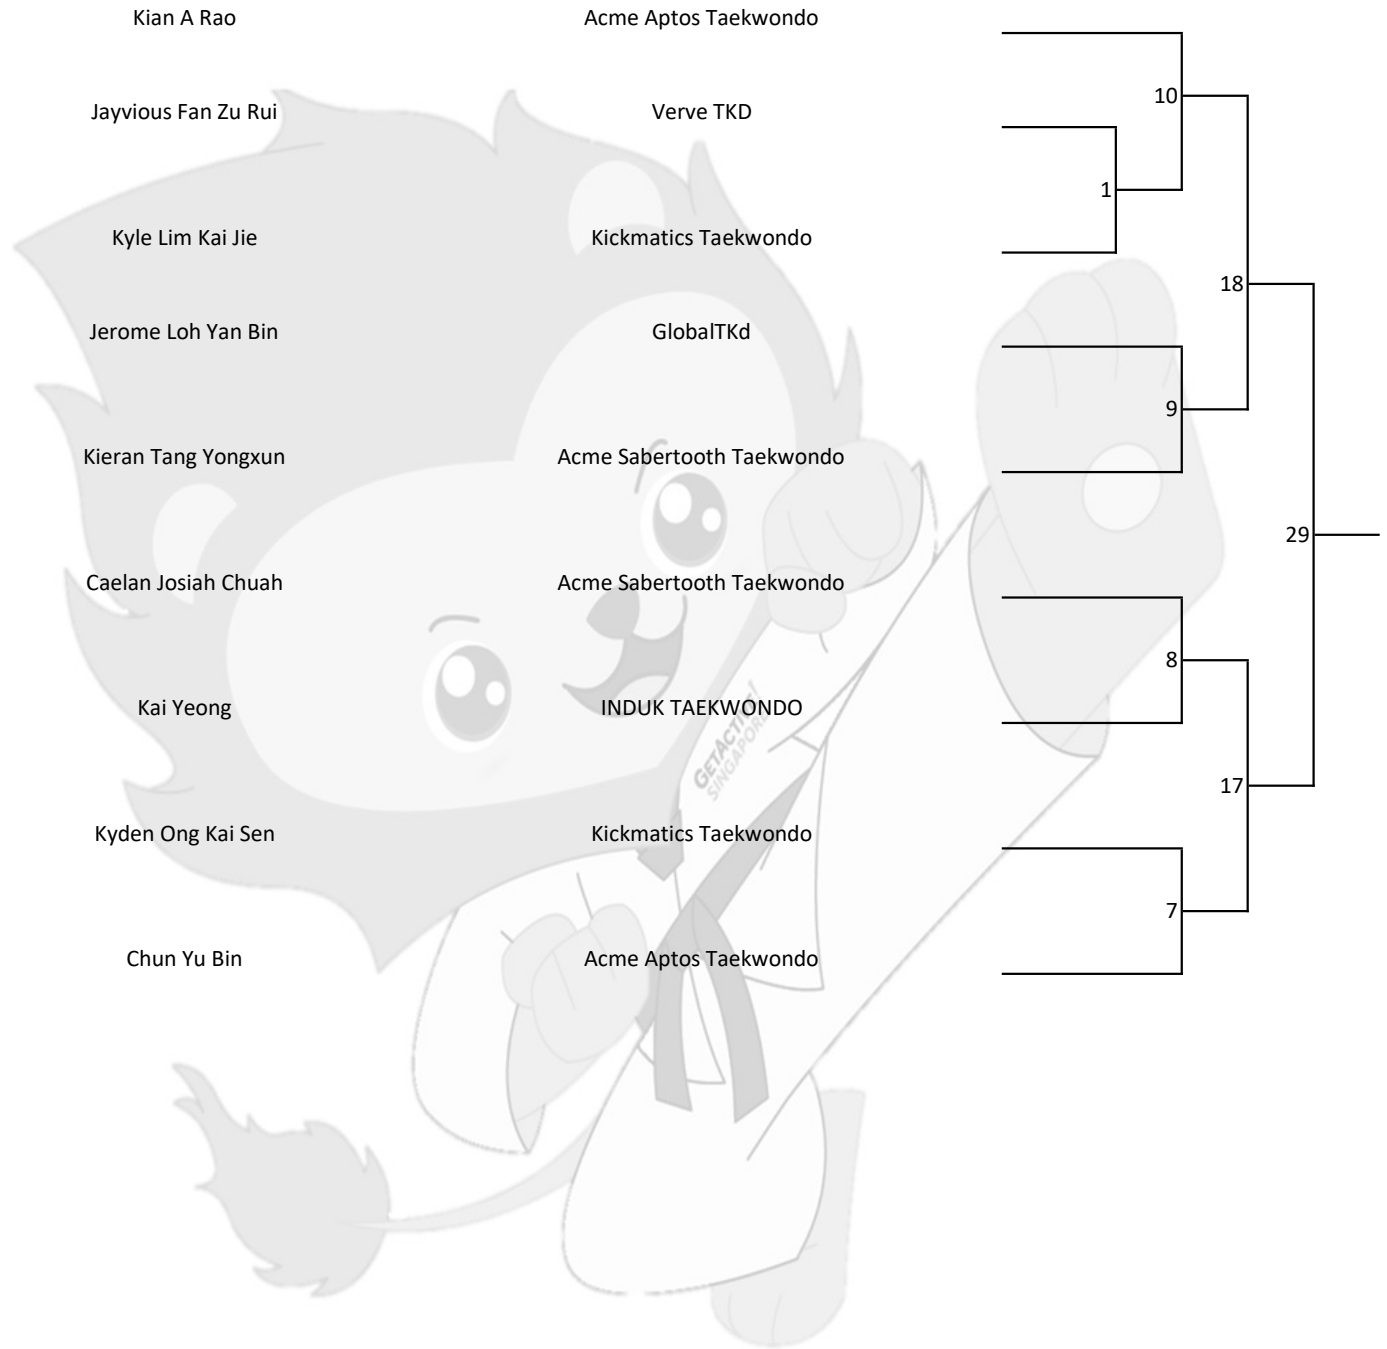 Kian A Rao Acme Aptos Taekwondo
10
Jayvious Fan Zu Rui Verve TKD
1
Kyle Lim Kai Jie Kickmatics Taekwondo
18
Jerome Loh Yan Bin GlobalTKd
9
Kieran Tang Yongxun Acme Sabertooth Taekwondo
29
Caelan Josiah Chuah Acme Sabertooth Taekwondo
8
Kai Yeong INDUK TAEKWONDO
GETACTIVE!
SINGAPORE
17
Kyden Ong Kai Sen Kickmatics Taekwondo
7
Chun Yu Bin Acme Aptos Taekwondo